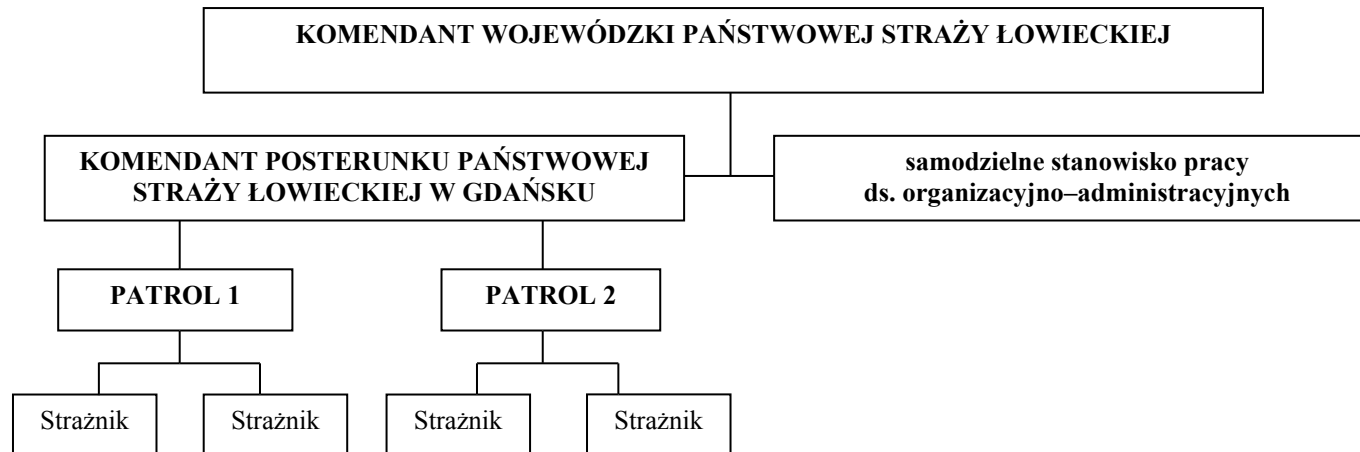 KOMENDANT WOJEWÓDZKI PAŃSTWOWEJ STRAŻY ŁOWIECKIEJ
KOMENDANT POSTERUNKU PAŃSTWOWEJ
STRAŻY ŁOWIECKIEJ W GDAŃSKU
samodzielne stanowisko pracy
ds. organizacyjno–administracyjnych
PATROL 1
PATROL 2
Strażnik
Strażnik
Strażnik
Strażnik